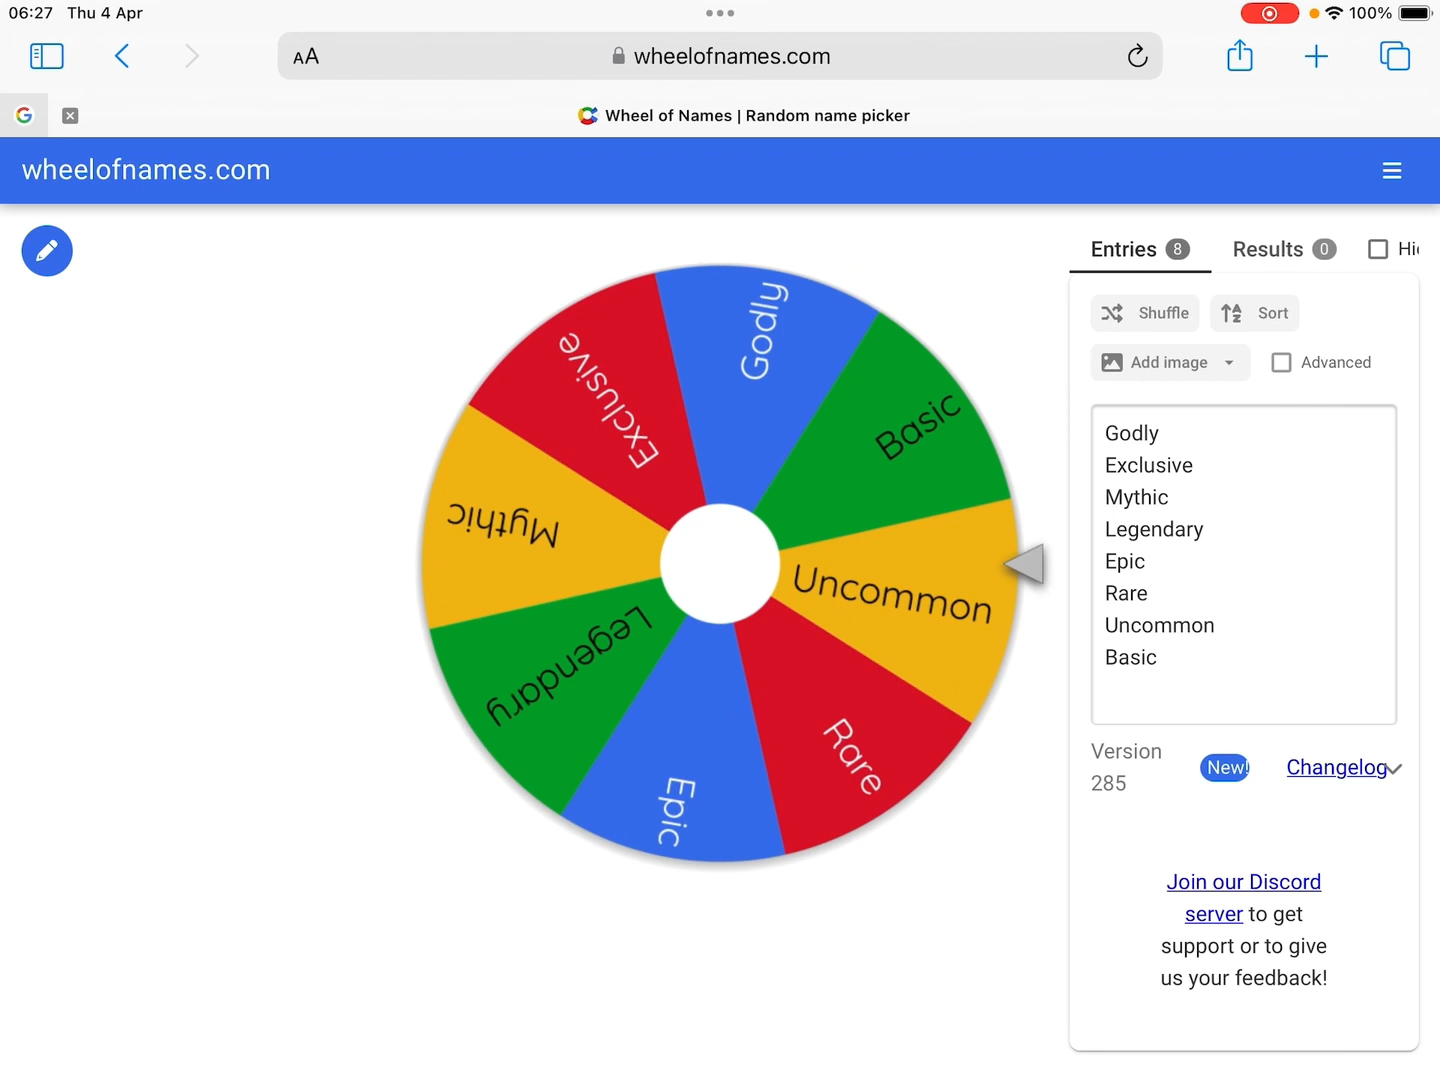 06:27 Thu 4 Apr
100%
AA
wheelofnames.com
Wheel of Names | Random name picker
wheelofnames.com
Entries 8
Results 0
Hi
Shuffle
Sort
Add image
Advanced
Godly
Exclusive
Mythic
Legendary
Epic
Rare
Uncommon
Basic
Version
285
New!
Changelog
Join our Discord
server to get
support or to give
us your feedback!
Godly
Basic
Uncommon
Rare
Epic
Legendary
Mythic
Exclusive